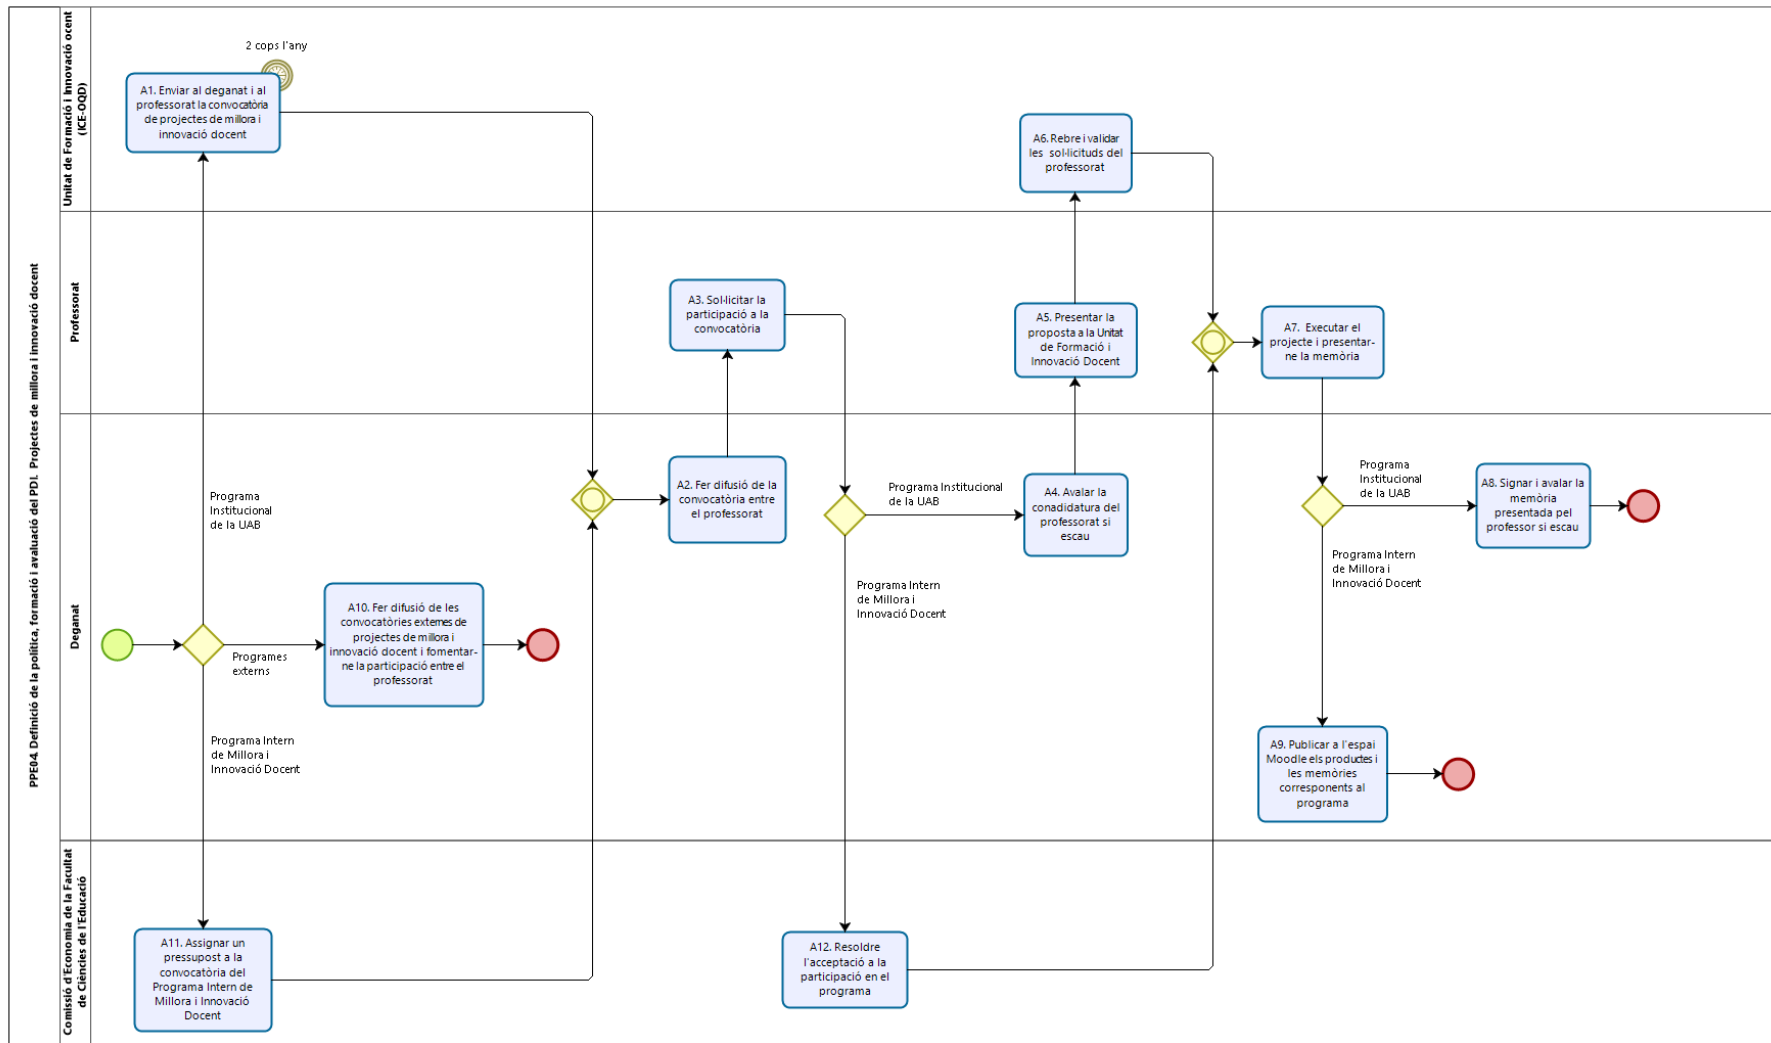 PPE04. Definició de la política, formació i avaluació del PDI. Projectes de millora i innovació docent
Unitat de Formació i Innovació ocent
(ICE-OQD)
2 cops l'any
A1. Enviar al deganat i al
professorat la convocatòria
de projectes de millora i
innovació docent
A6. Rebre i validar
les sol·licituds del
professorat
Professorat
A3. Sol·licitar la
participació a la
convocatòria
A5. Presentar la
proposta a la Unitat
de Formació i
Innovació Docent
A7. Executar el
projecte i presentar-
ne la memòria
Deganat
Programa
Institucional
de la UAB
A2. Fer difusió de la
convocatòria entre
el professorat
Programa Institucional
de la UAB
A4. Avalar la
conadidatura del
professorat si
escau
Programa
Institucional
de la UAB
A8. Signar i avalar la
memòria
presentada pel
professor si escau
Programa Intern
de Millora i
Innovació Docent
Programa Intern
de Millora i
Innovació Docent
A10. Fer difusió de les
convocatòries externes de
projectes de millora i
innovació docent i fomentar-
ne la participació entre el
professorat
Programes
externs
Programa Intern
de Millora i
Innovació Docent
A9. Publicar a l'espai
Moodle els productes i
les memòries
corresponents al
programa
Comissió d'Economia de la Facultat
de Ciències de l'Educació
A11. Assignar un
pressupost a la
convocatòria del
Programa Intern de
Millora i Innovació
Docent
A12. Resoldre
l'acceptació a la
participació en el
programa